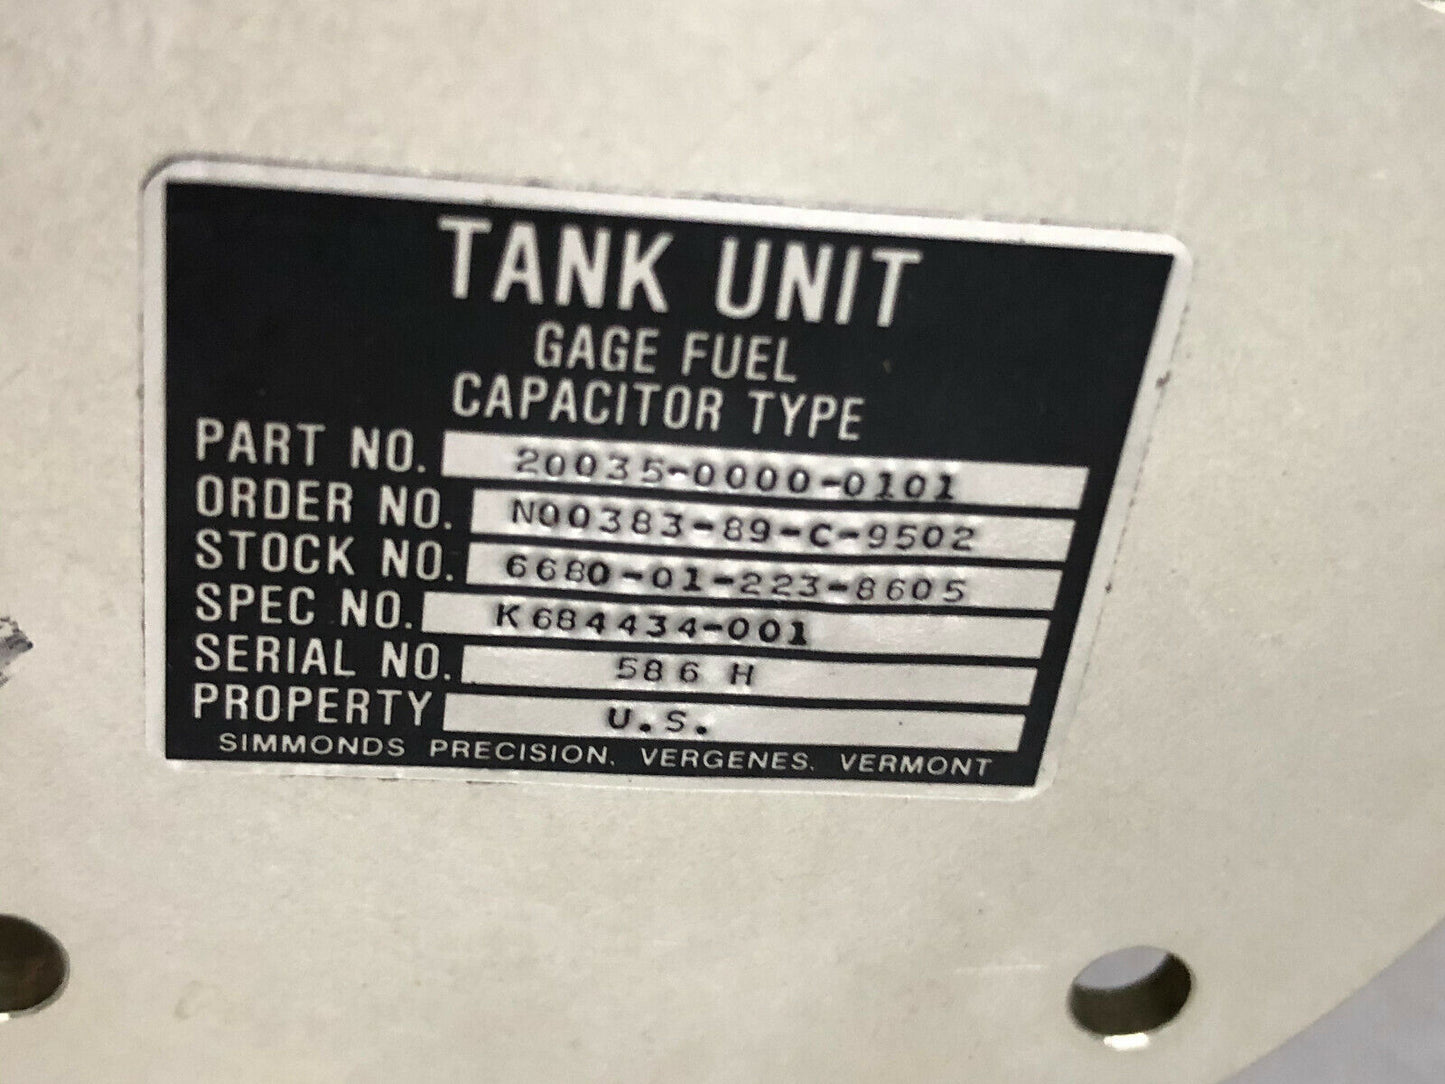 TANK UNIT
GAGE FUEL
CAPACITOR TYPE
PART NO. 20035-0000-0101
ORDER NO. N00383-89-C-9502
STOCK NO. 6680-01-223-8605
SPEC NO. K684434-001
SERIAL NO. 586 H
PROPERTY U.S.
SIMMONDS PRECISION, VERGENES, VERMONT